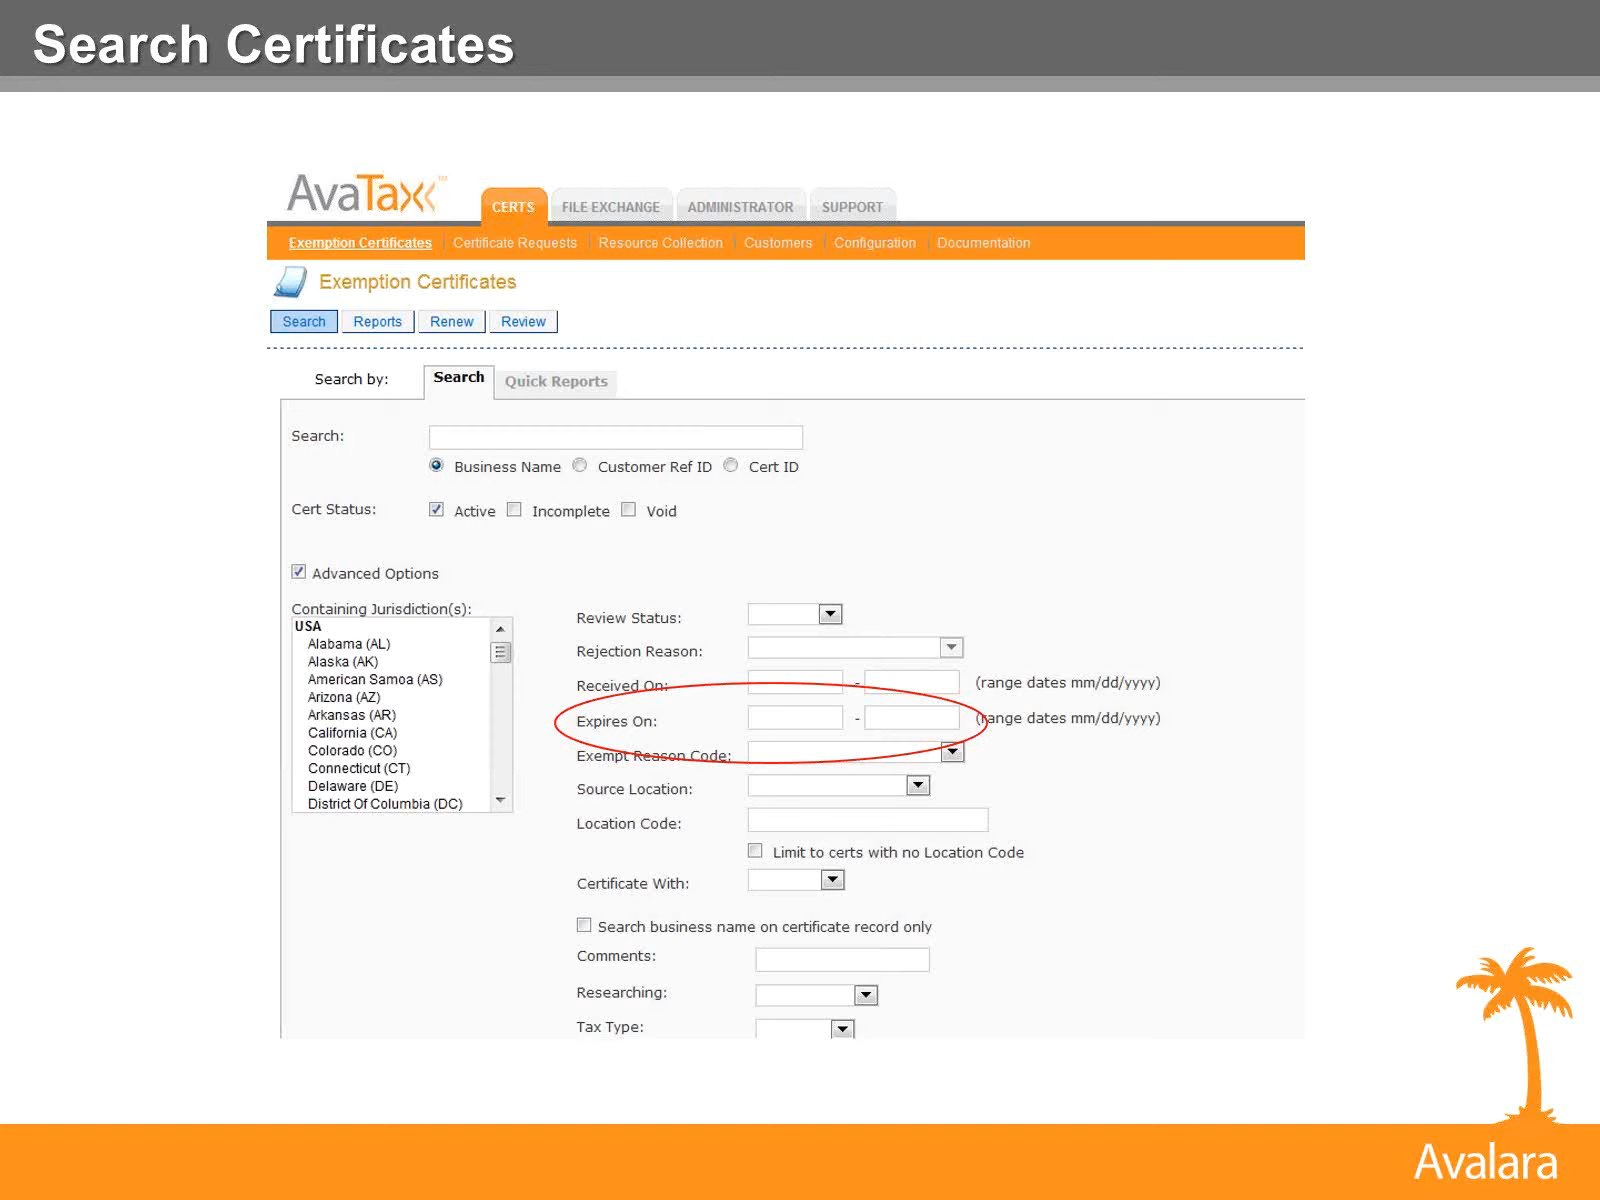 Search Certificates
AvaTax™
CERTS FILE EXCHANGE ADMINISTRATOR SUPPORT
Exemption Certificates Certificate Requests Resource Collection Customers Configuration Documentation
Exemption Certificates
Search Reports Renew Review
Search by: Search Quick Reports
Search:
Business Name Customer Ref ID Cert ID
Cert Status: Active Incomplete Void
Advanced Options
Containing Jurisdiction(s):
USA
Alabama (AL)
Alaska (AK)
American Samoa (AS)
Arizona (AZ)
Arkansas (AR)
California (CA)
Colorado (CO)
Connecticut (CT)
Delaware (DE)
District Of Columbia (DC)
Review Status:
Rejection Reason:
Received On: - (range dates mm/dd/yyyy)
Expires On: - (range dates mm/dd/yyyy)
Exempt Reason Code:
Source Location:
Location Code:
Limit to certs with no Location Code
Certificate With:
Search business name on certificate record only
Comments:
Researching:
Tax Type:
Avalara